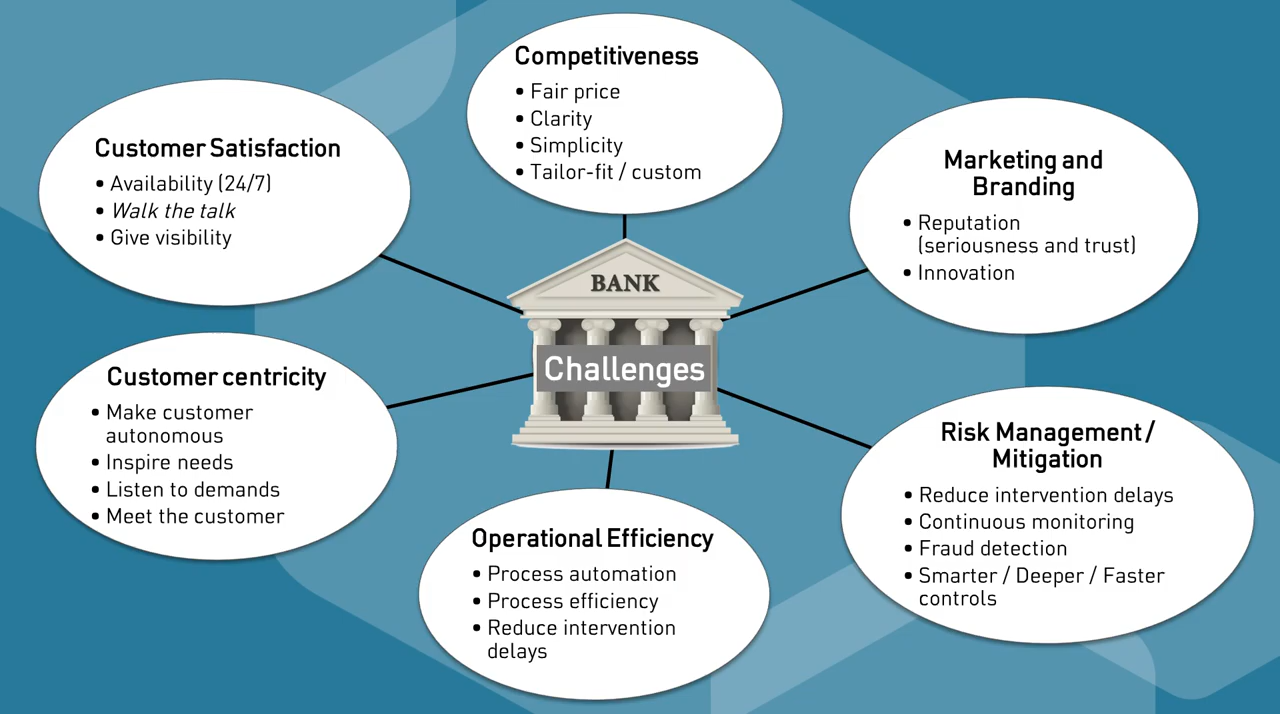 Competitiveness
• Fair price
• Clarity
• Simplicity
• Tailor-fit / custom
Customer Satisfaction
• Availability (24/7)
• Walk the talk
• Give visibility
Marketing and
Branding
• Reputation
(seriousness and trust)
• Innovation
BANK
Challenges
Customer centricity
• Make customer
autonomous
• Inspire needs
• Listen to demands
• Meet the customer
Risk Management /
Mitigation
• Reduce intervention delays
• Continuous monitoring
• Fraud detection
• Smarter / Deeper / Faster
controls
Operational Efficiency
• Process automation
• Process efficiency
• Reduce intervention
delays